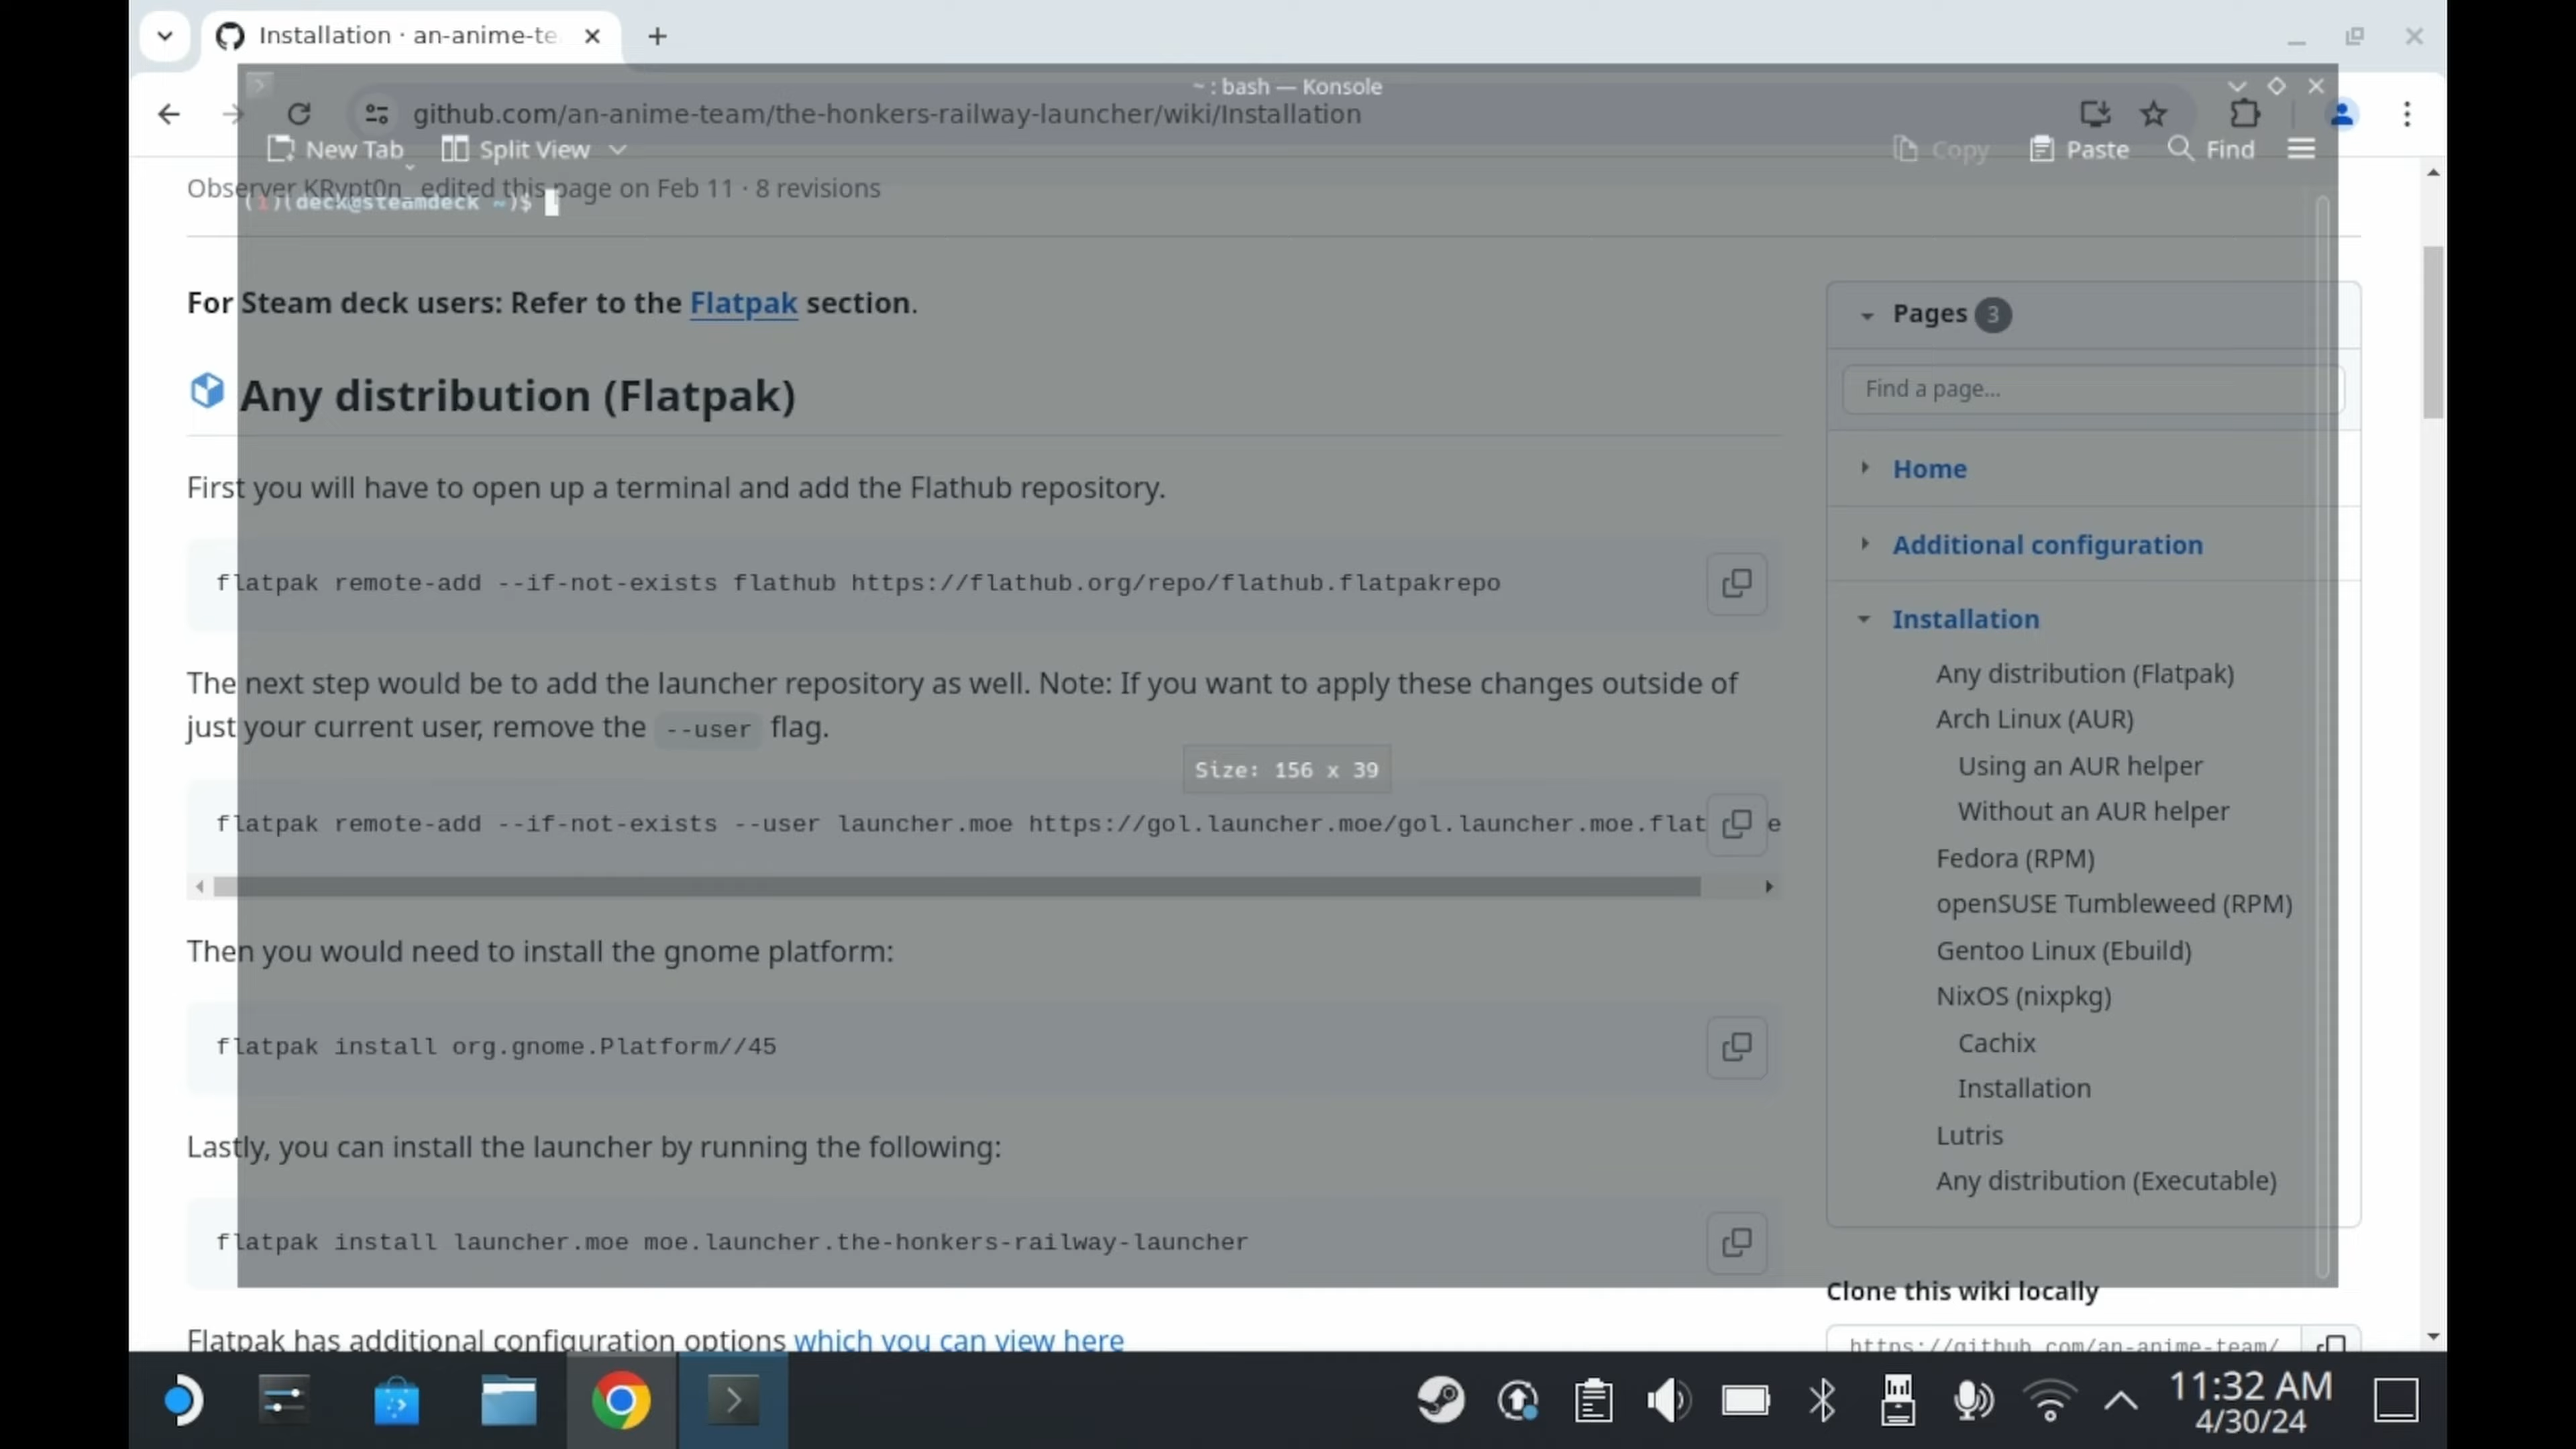 Installation · an-anime-te
~ : bash — Konsole
github.com/an-anime-team/the-honkers-railway-launcher/wiki/Installation
New Tab Split View Copy Paste Find
Observer KRypt0n_ edited this page on Feb 11 · 8 revisions
(1)(deck@steamdeck ~)$
For Steam deck users: Refer to the Flatpak section.
Any distribution (Flatpak)
First you will have to open up a terminal and add the Flathub repository.
flatpak remote-add --if-not-exists flathub https://flathub.org/repo/flathub.flatpakrepo
The next step would be to add the launcher repository as well. Note: If you want to apply these changes outside of
just your current user, remove the --user flag.
Size: 156 x 39
flatpak remote-add --if-not-exists --user launcher.moe https://gol.launcher.moe/gol.launcher.moe.flat e
Then you would need to install the gnome platform:
flatpak install org.gnome.Platform//45
Lastly, you can install the launcher by running the following:
flatpak install launcher.moe moe.launcher.the-honkers-railway-launcher
Flatpak has additional configuration options which you can view here
Pages 3
Find a page...
Home
Additional configuration
Installation
Any distribution (Flatpak)
Arch Linux (AUR)
Using an AUR helper
Without an AUR helper
Fedora (RPM)
openSUSE Tumbleweed (RPM)
Gentoo Linux (Ebuild)
NixOS (nixpkg)
Cachix
Installation
Lutris
Any distribution (Executable)
Clone this wiki locally
https://github.com/an-anime-team/
11:32 AM
4/30/24